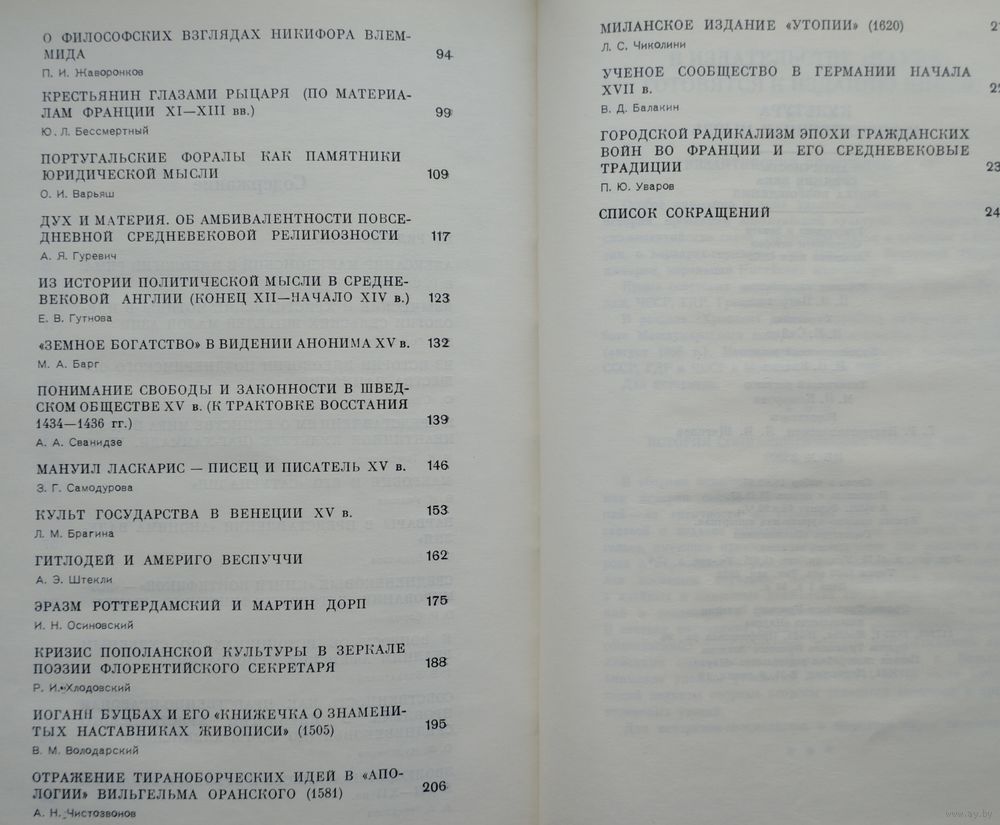 О ФИЛОСОФСКИХ ВЗГЛЯДАХ НИКИФОРА ВЛЕМ-
МИДА 94
П. И. Жаворонков
КРЕСТЬЯНИН ГЛАЗАМИ РЫЦАРЯ (ПО МАТЕРИА-
ЛАМ ФРАНЦИИ XI—XIII вв.) 99
Ю. Л. Бессмертный
ПОРТУГАЛЬСКИЕ ФОРАЛЫ КАК ПАМЯТНИКИ
ЮРИДИЧЕСКОЙ МЫСЛИ 109
О. И. Варьяш
ДУХ И МАТЕРИЯ. ОБ АМБИВАЛЕНТНОСТИ ПОВСЕ-
ДНЕВНОЙ СРЕДНЕВЕКОВОЙ РЕЛИГИОЗНОСТИ 117
А. Я. Гуревич
ИЗ ИСТОРИИ ПОЛИТИЧЕСКОЙ МЫСЛИ В СРЕДНЕ-
ВЕКОВОЙ АНГЛИИ (КОНЕЦ XII—НАЧАЛО XIV в.) 123
Е. В. Гутнова
«ЗЕМНОЕ БОГАТСТВО» В ВИДЕНИИ АНОНИМА XV в. 132
М. А. Барг
ПОНИМАНИЕ СВОБОДЫ И ЗАКОННОСТИ В ШВЕД-
СКОМ ОБЩЕСТВЕ XV в. (К ТРАКТОВКЕ ВОССТАНИЯ
1434—1436 гг.) 139
А. А. Сванидзе
МАНУИЛ ЛАСКАРИС — ПИСЕЦ И ПИСАТЕЛЬ XV в. 146
З. Г. Самодурова
КУЛЬТ ГОСУДАРСТВА В ВЕНЕЦИИ XV в. 153
Л. М. Брагина
ГИТЛОДЕЙ И АМЕРИГО ВЕСПУЧЧИ 162
А. Э. Штекли
ЭРАЗМ РОТТЕРДАМСКИЙ И МАРТИН ДОРП 175
И. Н. Осиновский
КРИЗИС ПОПОЛАНСКОЙ КУЛЬТУРЫ В ЗЕРКАЛЕ
ПОЭЗИИ ФЛОРЕНТИЙСКОГО СЕКРЕТАРЯ 188
Р. И. Хлодовский
ИОГАНН БУЦБАХ И ЕГО «КНИЖЕЧКА О ЗНАМЕНИ-
ТЫХ НАСТАВНИКАХ ЖИВОПИСИ» (1505) 195
В. М. Володарский
ОТРАЖЕНИЕ ТИРАНОБОРЧЕСКИХ ИДЕЙ В «АПО-
ЛОГИИ» ВИЛЬГЕЛЬМА ОРАНСКОГО (1581) 206
А. Н. Чистозвонов
МИЛАНСКОЕ ИЗДАНИЕ «УТОПИИ» (1620)
Л. С. Чиколини
УЧЕНОЕ СООБЩЕСТВО В ГЕРМАНИИ НАЧАЛА
XVII в.
В. Д. Балакин
ГОРОДСКОЙ РАДИКАЛИЗМ ЭПОХИ ГРАЖДАНСКИХ
ВОЙН ВО ФРАНЦИИ И ЕГО СРЕДНЕВЕКОВЫЕ
ТРАДИЦИИ 23
П. Ю. Уваров
СПИСОК СОКРАЩЕНИЙ 24
www.ay.by